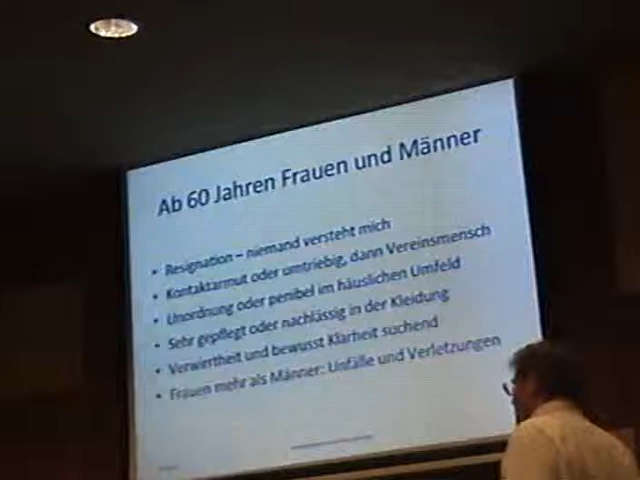 Ab 60 Jahren Frauen und Männer
• Resignation – niemand versteht mich
• Kontaktarmut oder umtriebig, dann Vereinsmensch
• Unordnung oder penibel im häuslichen Umfeld
• Sehr gepflegt oder nachlässig in der Kleidung
• Verwirrtheit und bewusst Klarheit suchend
• Frauen mehr als Männer: Unfälle und Verletzungen